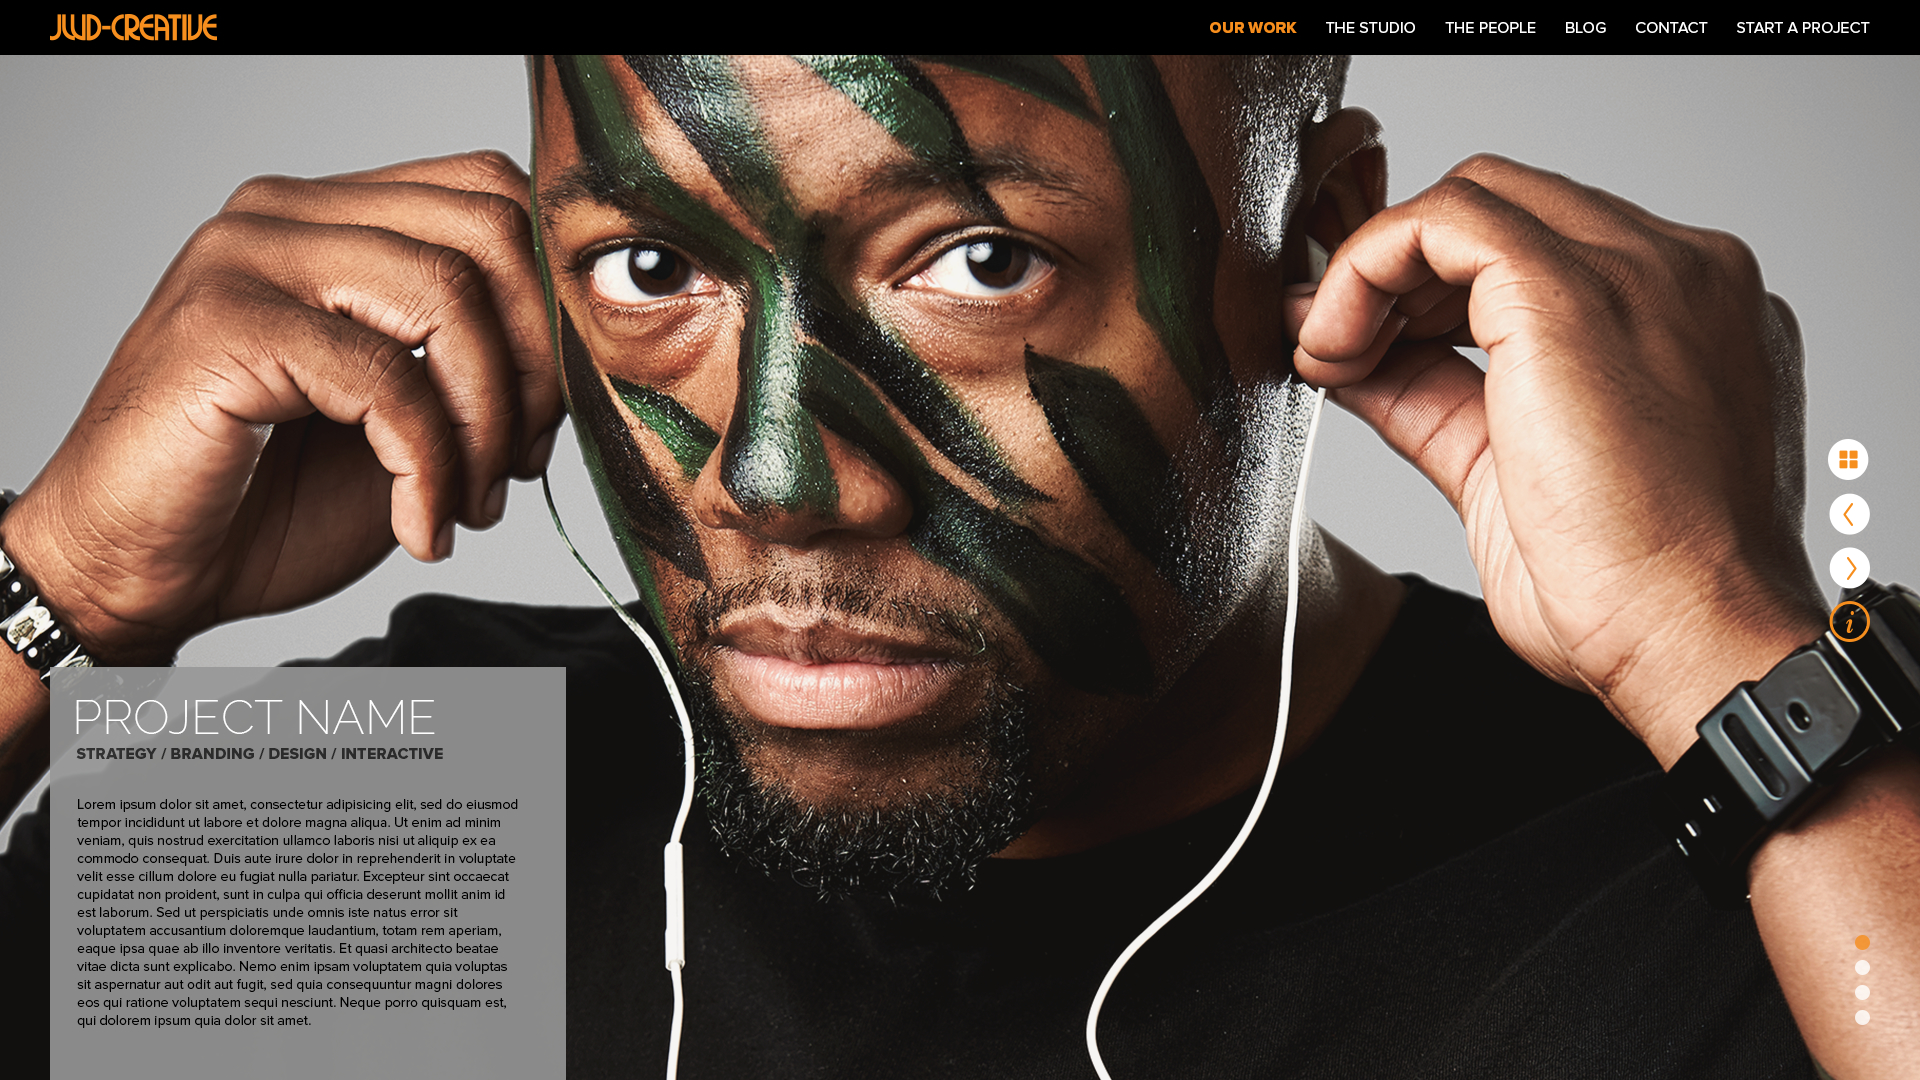 JWD-CREATIVE
OUR WORK THE STUDIO THE PEOPLE BLOG CONTACT START A PROJECT
i
PROJECT NAME
STRATEGY / BRANDING / DESIGN / INTERACTIVE
Lorem ipsum dolor sit amet, consectetur adipisicing elit, sed do eiusmod
tempor incididunt ut labore et dolore magna aliqua. Ut enim ad minim
veniam, quis nostrud exercitation ullamco laboris nisi ut aliquip ex ea
commodo consequat. Duis aute irure dolor in reprehenderit in voluptate
velit esse cillum dolore eu fugiat nulla pariatur. Excepteur sint occaecat
cupidatat non proident, sunt in culpa qui officia deserunt mollit anim id
est laborum. Sed ut perspiciatis unde omnis iste natus error sit
voluptatem accusantium doloremque laudantium, totam rem aperiam,
eaque ipsa quae ab illo inventore veritatis. Et quasi architecto beatae
vitae dicta sunt explicabo. Nemo enim ipsam voluptatem quia voluptas
sit aspernatur aut odit aut fugit, sed quia consequuntur magni dolores
eos qui ratione voluptatem sequi nesciunt. Neque porro quisquam est,
qui dolorem ipsum quia dolor sit amet.